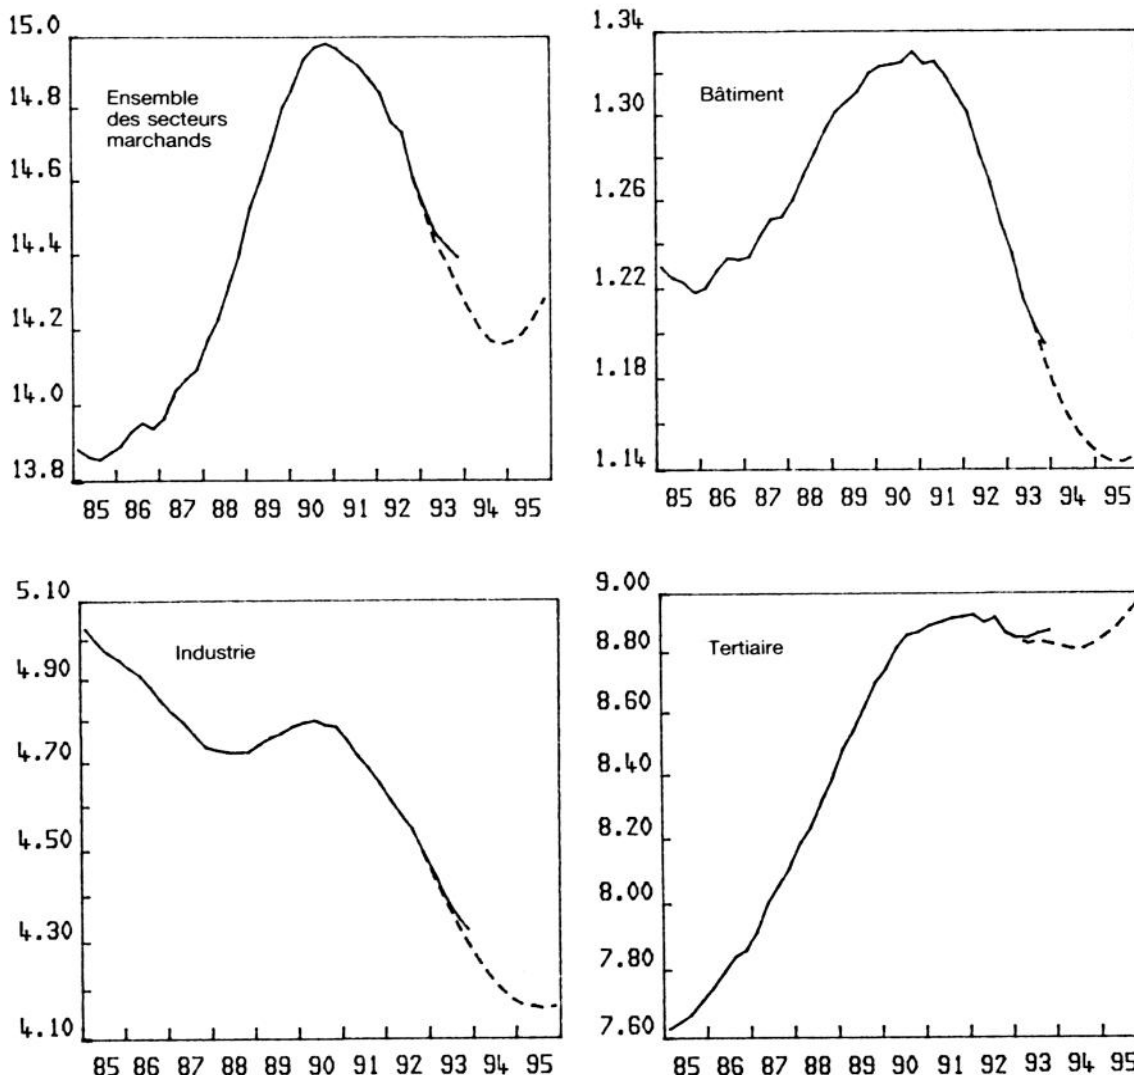 15.0
14.8
14.6
14.4
14.2
14.0
13.8
Ensemble
des secteurs
marchands
85 86 87 88 89 90 91 92 93 94 95
1.34
1.30
1.26
1.22
1.18
1.14
Bâtiment
85 86 87 88 89 90 91 92 93 94 95
5.10
4.90
4.70
4.50
4.30
4.10
Industrie
85 86 87 88 89 90 91 92 93 94 95
9.00
8.80
8.60
8.40
8.20
8.00
7.80
7.60
Tertiaire
85 86 87 88 89 90 91 92 93 94 95